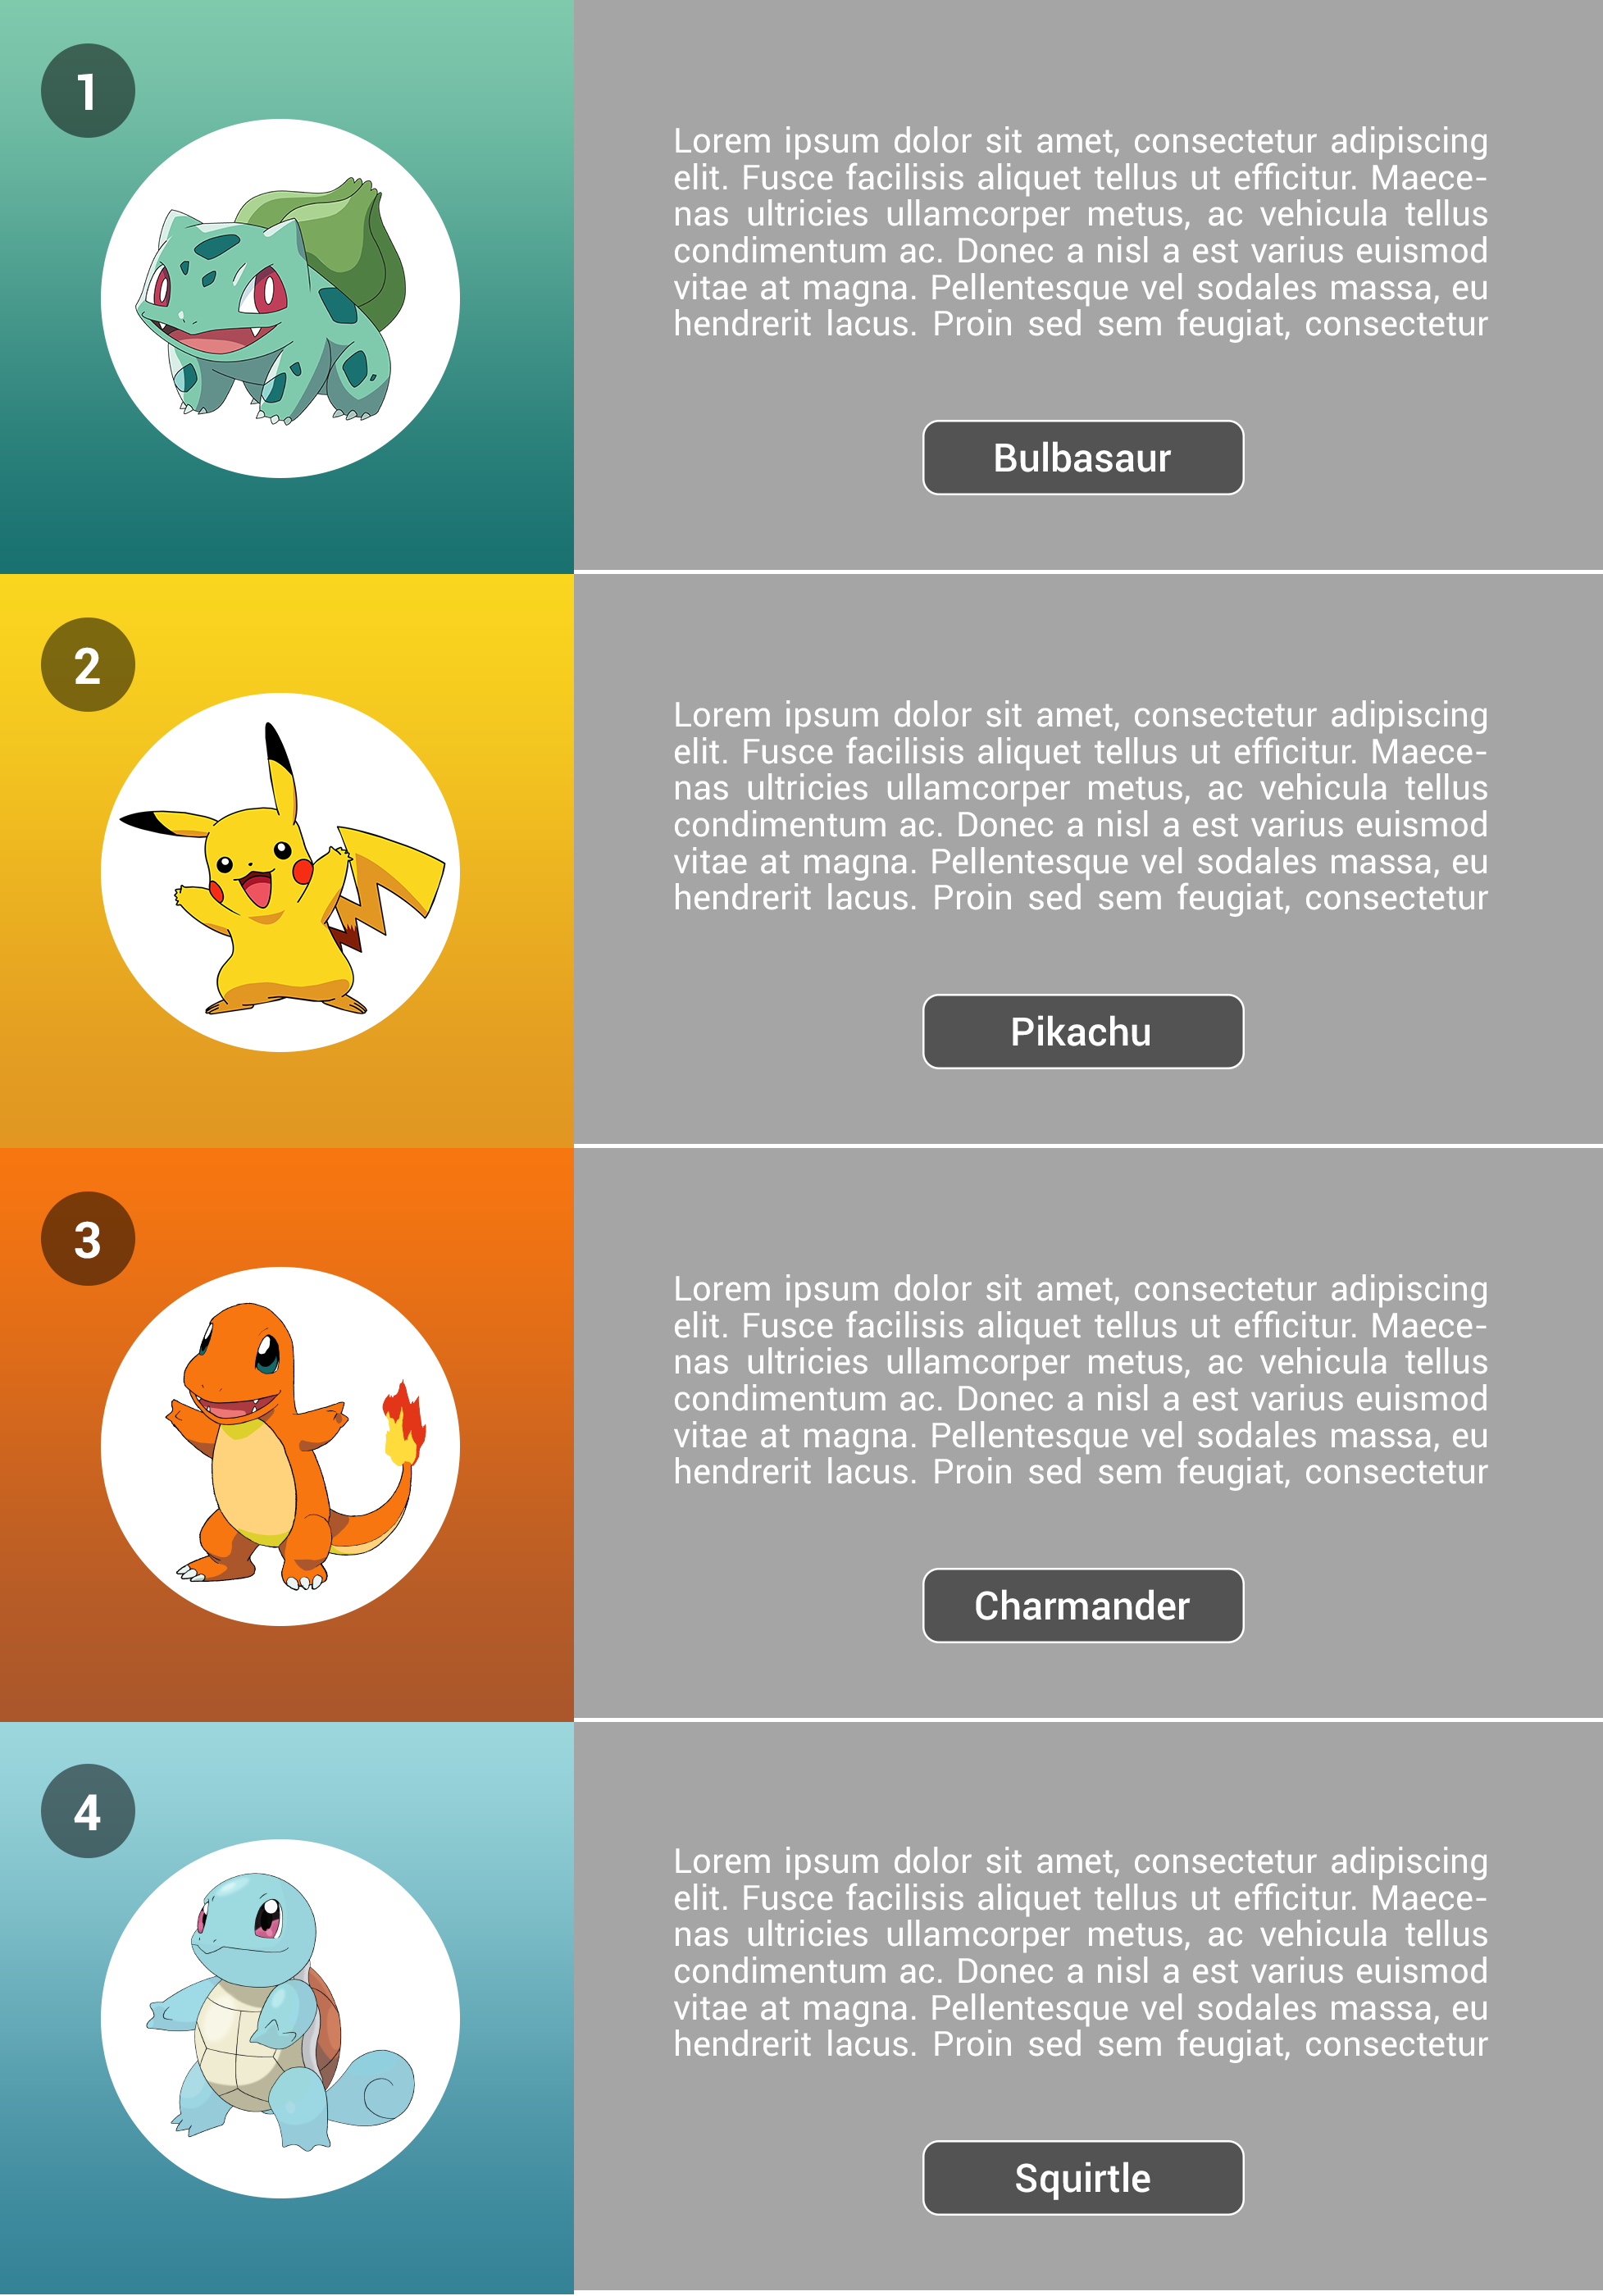 1
Lorem ipsum dolor sit amet, consectetur adipiscing
elit. Fusce facilisis aliquet tellus ut efficitur. Maece-
nas ultricies ullamcorper metus, ac vehicula tellus
condimentum ac. Donec a nisl a est varius euismod
vitae at magna. Pellentesque vel sodales massa, eu
hendrerit lacus. Proin sed sem feugiat, consectetur
Bulbasaur
2
Lorem ipsum dolor sit amet, consectetur adipiscing
elit. Fusce facilisis aliquet tellus ut efficitur. Maece-
nas ultricies ullamcorper metus, ac vehicula tellus
condimentum ac. Donec a nisl a est varius euismod
vitae at magna. Pellentesque vel sodales massa, eu
hendrerit lacus. Proin sed sem feugiat, consectetur
Pikachu
3
Lorem ipsum dolor sit amet, consectetur adipiscing
elit. Fusce facilisis aliquet tellus ut efficitur. Maece-
nas ultricies ullamcorper metus, ac vehicula tellus
condimentum ac. Donec a nisl a est varius euismod
vitae at magna. Pellentesque vel sodales massa, eu
hendrerit lacus. Proin sed sem feugiat, consectetur
Charmander
4
Lorem ipsum dolor sit amet, consectetur adipiscing
elit. Fusce facilisis aliquet tellus ut efficitur. Maece-
nas ultricies ullamcorper metus, ac vehicula tellus
condimentum ac. Donec a nisl a est varius euismod
vitae at magna. Pellentesque vel sodales massa, eu
hendrerit lacus. Proin sed sem feugiat, consectetur
Squirtle